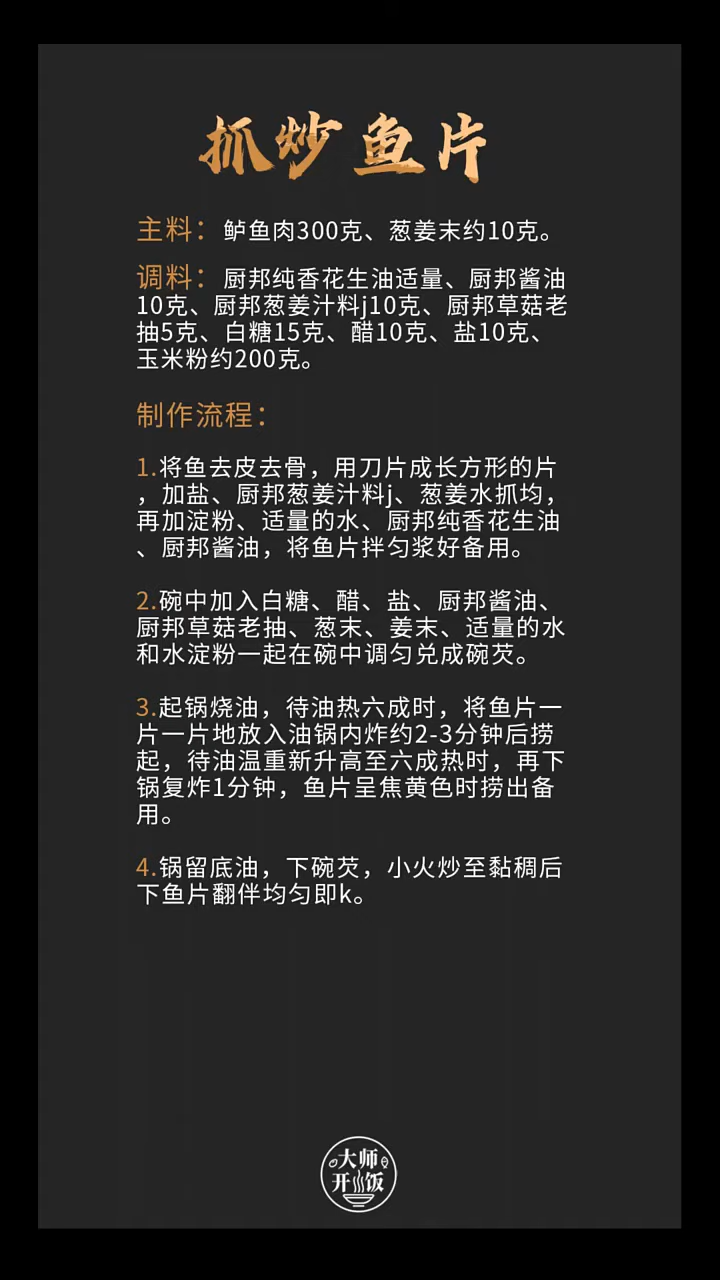 抓炒鱼片
主料：鲈鱼肉300克、葱姜末约10克。
调料：厨邦纯香花生油适量、厨邦酱油
10克、厨邦葱姜汁料j10克、厨邦草菇老
抽5克、白糖15克、醋10克、盐10克、
玉米粉约200克。
制作流程：
1.将鱼去皮去骨，用刀片成长方形的片
，加盐、厨邦葱姜汁料j、葱姜水抓均，
再加淀粉、适量的水、厨邦纯香花生油
、厨邦酱油，将鱼片拌匀浆好备用。
2.碗中加入白糖、醋、盐、厨邦酱油、
厨邦草菇老抽、葱末、姜末、适量的水
和水淀粉一起在碗中调匀兑成碗芡。
3.起锅烧油，待油热六成时，将鱼片一
片一片地放入油锅内炸约2-3分钟后捞
起，待油温重新升高至六成热时，再下
锅复炸1分钟，鱼片呈焦黄色时捞出备
用。
4.锅留底油，下碗芡，小火炒至黏稠后
下鱼片翻伴均匀即k。
大师
开饭